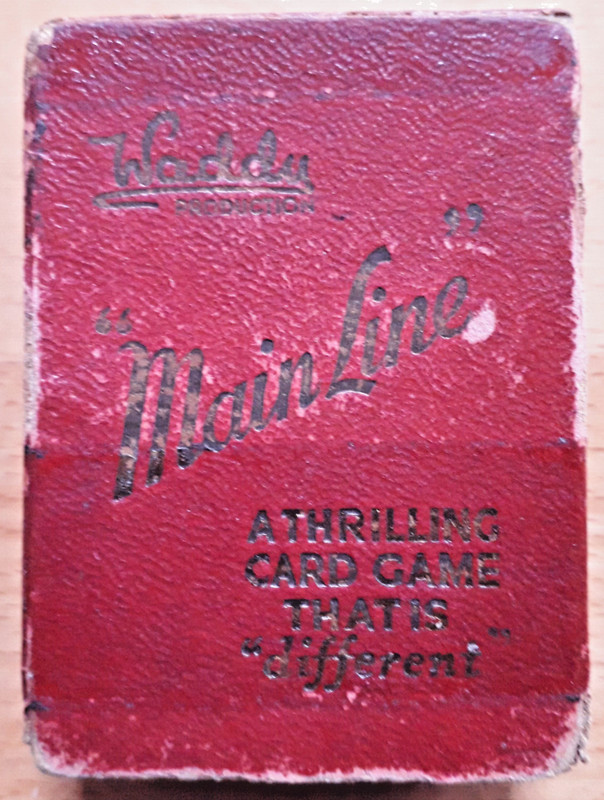 Waddy
PRODUCTION
"Main Line"
A THRILLING
CARD GAME
THAT IS
"different"